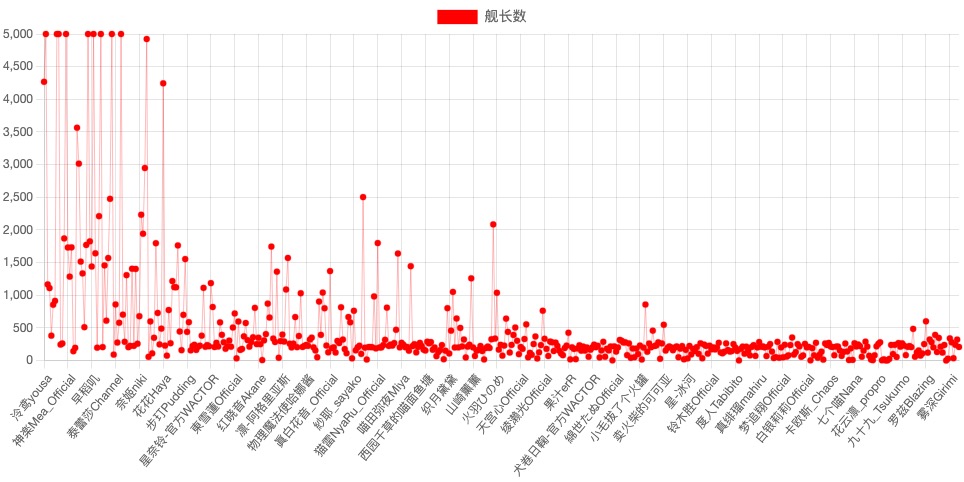 舰长数
5,000
4,500
4,000
3,500
3,000
2,500
2,000
1,500
1,000
500
0
泠鸢yousa
神楽Mea_Official
早稻叽
泰蕾莎Channel
奈姬niki
花花Haya
步玎Pudding
星奈铃-官方WACTOR
東雪蓮Official
红晓音Akane
凛-阿格里亚斯
物理魔法使哈娜酱
真白花音_Official
纱耶_sayako
猫雷NyaRu_Official
喵田弥夜Miya
西园千草的喵面鱼塘
织月黛黛
山崎薰薰
火羽ひのめ
天宫心Official
绫濑光Official
果汁erR
犬卷日鞠-官方WACTOR
綿世たぬOfficial
小毛拔了个火罐
卖火柴的可可亚
星-冰河
铃木胜Official
度人Tabibito
真绯瑠mahiru
梦追翔Official
白银莉莉Official
卡欧斯_Chaos
七个喵Nana
花云凛_propro
九十九_Tsukumo
罗兹Blazing
雾深Girimi